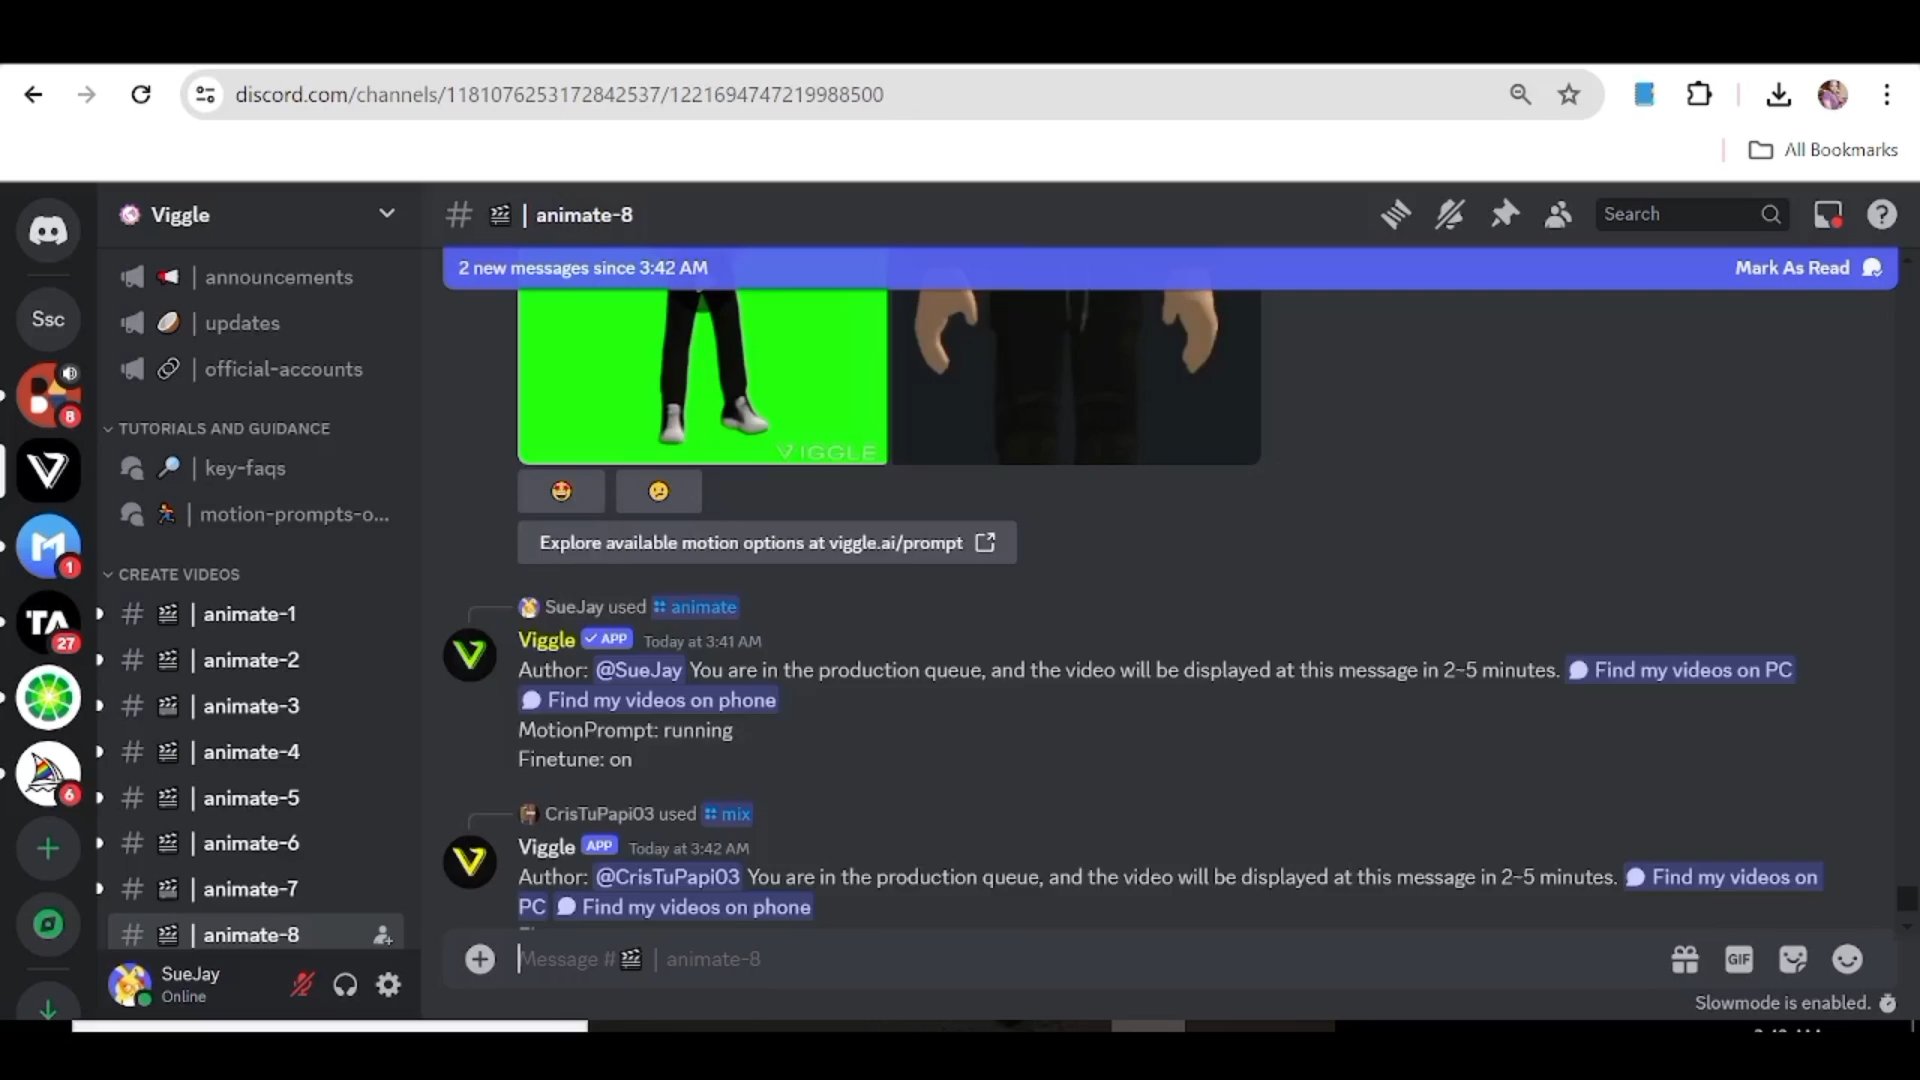 discord.com/channels/1181076253172842537/1221694747219988500
All Bookmarks
Viggle
| animate-8
Search
2 new messages since 3:42 AM
Mark As Read
Ssc
| announcements
| updates
| official-accounts
TUTORIALS AND GUIDANCE
| key-faqs
| motion-prompts-o...
CREATE VIDEOS
# | animate-1
# | animate-2
# | animate-3
# | animate-4
# | animate-5
# | animate-6
# | animate-7
# | animate-8
8
1
TA
27
6
SueJay
Online
VIGGLE
Explore available motion options at viggle.ai/prompt
SueJay used animate
Viggle APP Today at 3:41 AM
Author: @SueJay You are in the production queue, and the video will be displayed at this message in 2-5 minutes. Find my videos on PC
Find my videos on phone
MotionPrompt: running
Finetune: on
CrisTuPapi03 used mix
Viggle APP Today at 3:42 AM
Author: @CrisTuPapi03 You are in the production queue, and the video will be displayed at this message in 2-5 minutes. Find my videos on
PC Find my videos on phone
Message # | animate-8
GIF
Slowmode is enabled.